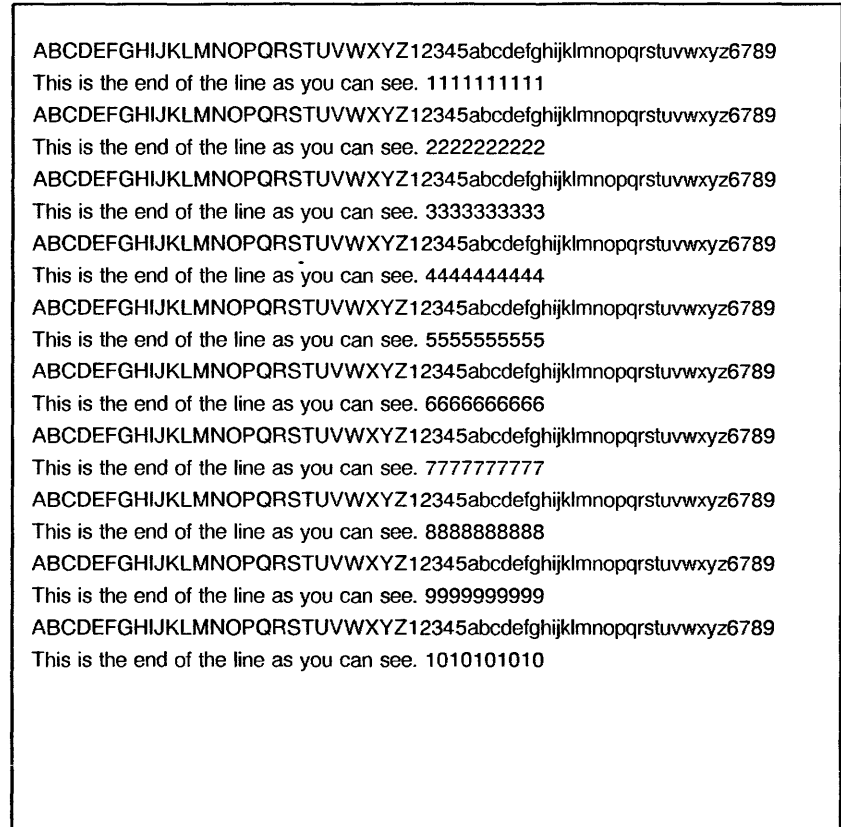 ABCDEFGHIJKLMNOPQRSTUVWXYZ12345abcdefghijklmnopqrstuvwxyz6789
This is the end of the line as you can see. 1111111111
ABCDEFGHIJKLMNOPQRSTUVWXYZ12345abcdefghijklmnopqrstuvwxyz6789
This is the end of the line as you can see. 2222222222
ABCDEFGHIJKLMNOPQRSTUVWXYZ12345abcdefghijklmnopqrstuvwxyz6789
This is the end of the line as you can see. 3333333333
ABCDEFGHIJKLMNOPQRSTUVWXYZ12345abcdefghijklmnopqrstuvwxyz6789
This is the end of the line as you can see. 4444444444
ABCDEFGHIJKLMNOPQRSTUVWXYZ12345abcdefghijklmnopqrstuvwxyz6789
This is the end of the line as you can see. 5555555555
ABCDEFGHIJKLMNOPQRSTUVWXYZ12345abcdefghijklmnopqrstuvwxyz6789
This is the end of the line as you can see. 6666666666
ABCDEFGHIJKLMNOPQRSTUVWXYZ12345abcdefghijklmnopqrstuvwxyz6789
This is the end of the line as you can see. 7777777777
ABCDEFGHIJKLMNOPQRSTUVWXYZ12345abcdefghijklmnopqrstuvwxyz6789
This is the end of the line as you can see. 8888888888
ABCDEFGHIJKLMNOPQRSTUVWXYZ12345abcdefghijklmnopqrstuvwxyz6789
This is the end of the line as you can see. 9999999999
ABCDEFGHIJKLMNOPQRSTUVWXYZ12345abcdefghijklmnopqrstuvwxyz6789
This is the end of the line as you can see. 1010101010